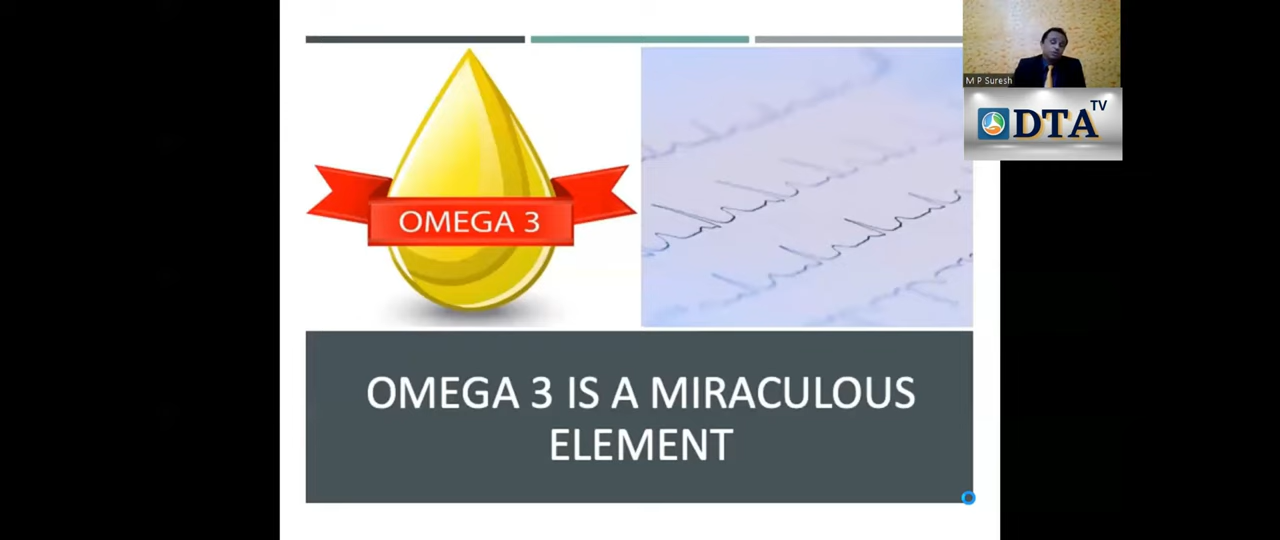 OMEGA 3
M P Suresh
DTA TV
OMEGA 3 IS A MIRACULOUS
ELEMENT